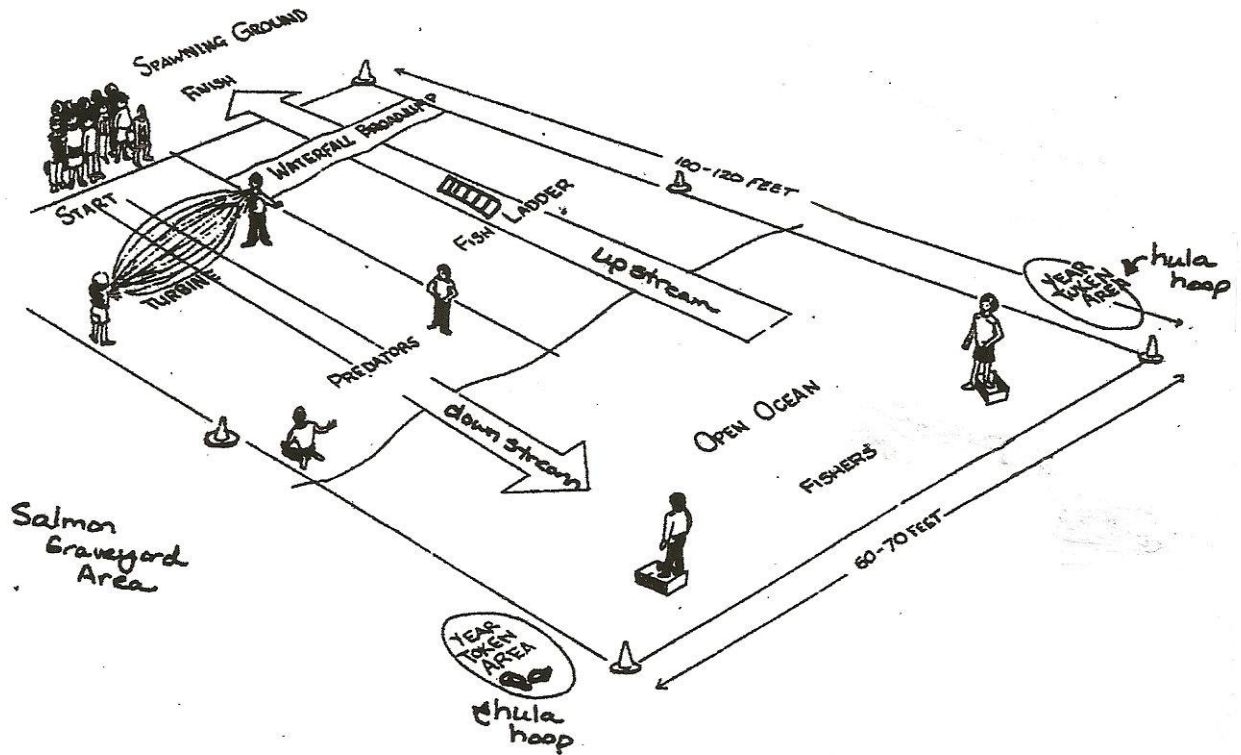 SPAWNING GROUND
FINISH
WATERFALL BROADJUMP
START
TURBINE
FISH LADDER
100-120 FEET
up stream
YEAR
TOKEN
AREA
hula
hoop
PREDATORS
down stream
OPEN OCEAN
FISHERS
60-70 FEET
Salmon
Graveyard
Area
YEAR
TOKEN
AREA
hula
hoop